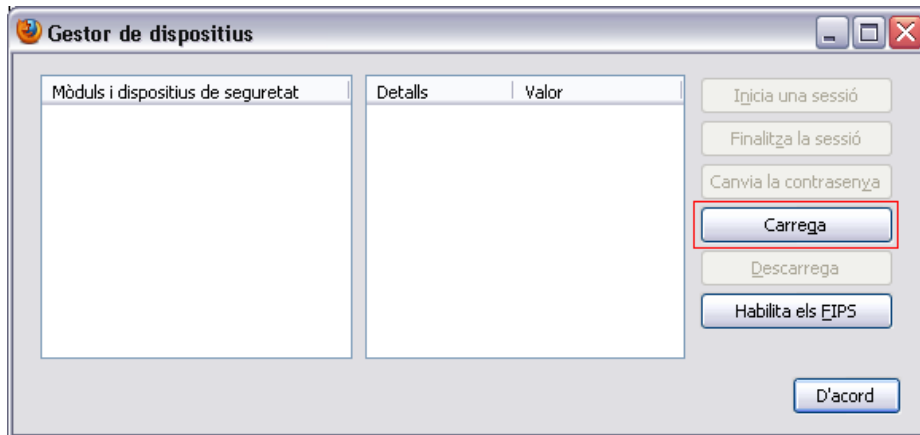 Gestor de dispositius
Mòduls i dispositius de seguretat
Detalls
Valor
Inicia una sessió
Finalitza la sessió
Canvia la contrasenya
Carrega
Descarrega
Habilita els FIPS
D'acord